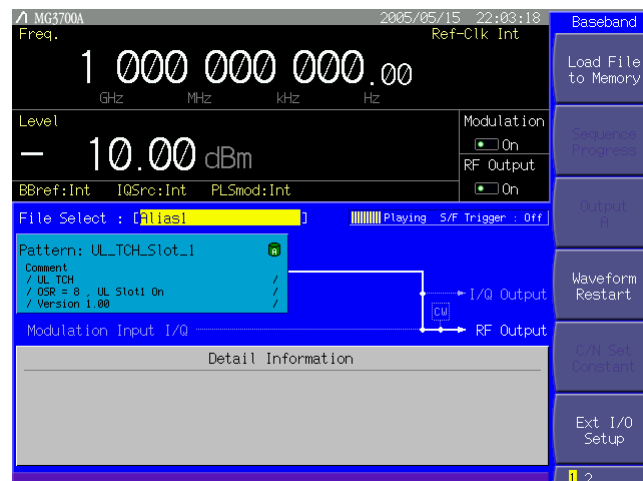 MG3700A 2005/05/15 22:03:18
Freq. Ref-Clk Int
1 000 000 000.00
GHz MHz kHz Hz
Level
- 10.00 dBm
Modulation
On
RF Output
On
BBref:Int IQSrc:Int PLSmod:Int
File Select : [Alias1 ] Playing S/F Trigger : Off
Pattern: UL_TCH_Slot_1 A
Comment
/ UL TCH /
/ OSR = 8 , UL Slot1 On /
/ Version 1.00 /
I/Q Output
CW
Modulation Input I/Q RF Output
Detail Information
Baseband
Load File
to Memory
Sequence
Progress
Output
A
Waveform
Restart
C/N Set
Constant
Ext I/O
Setup
1 2